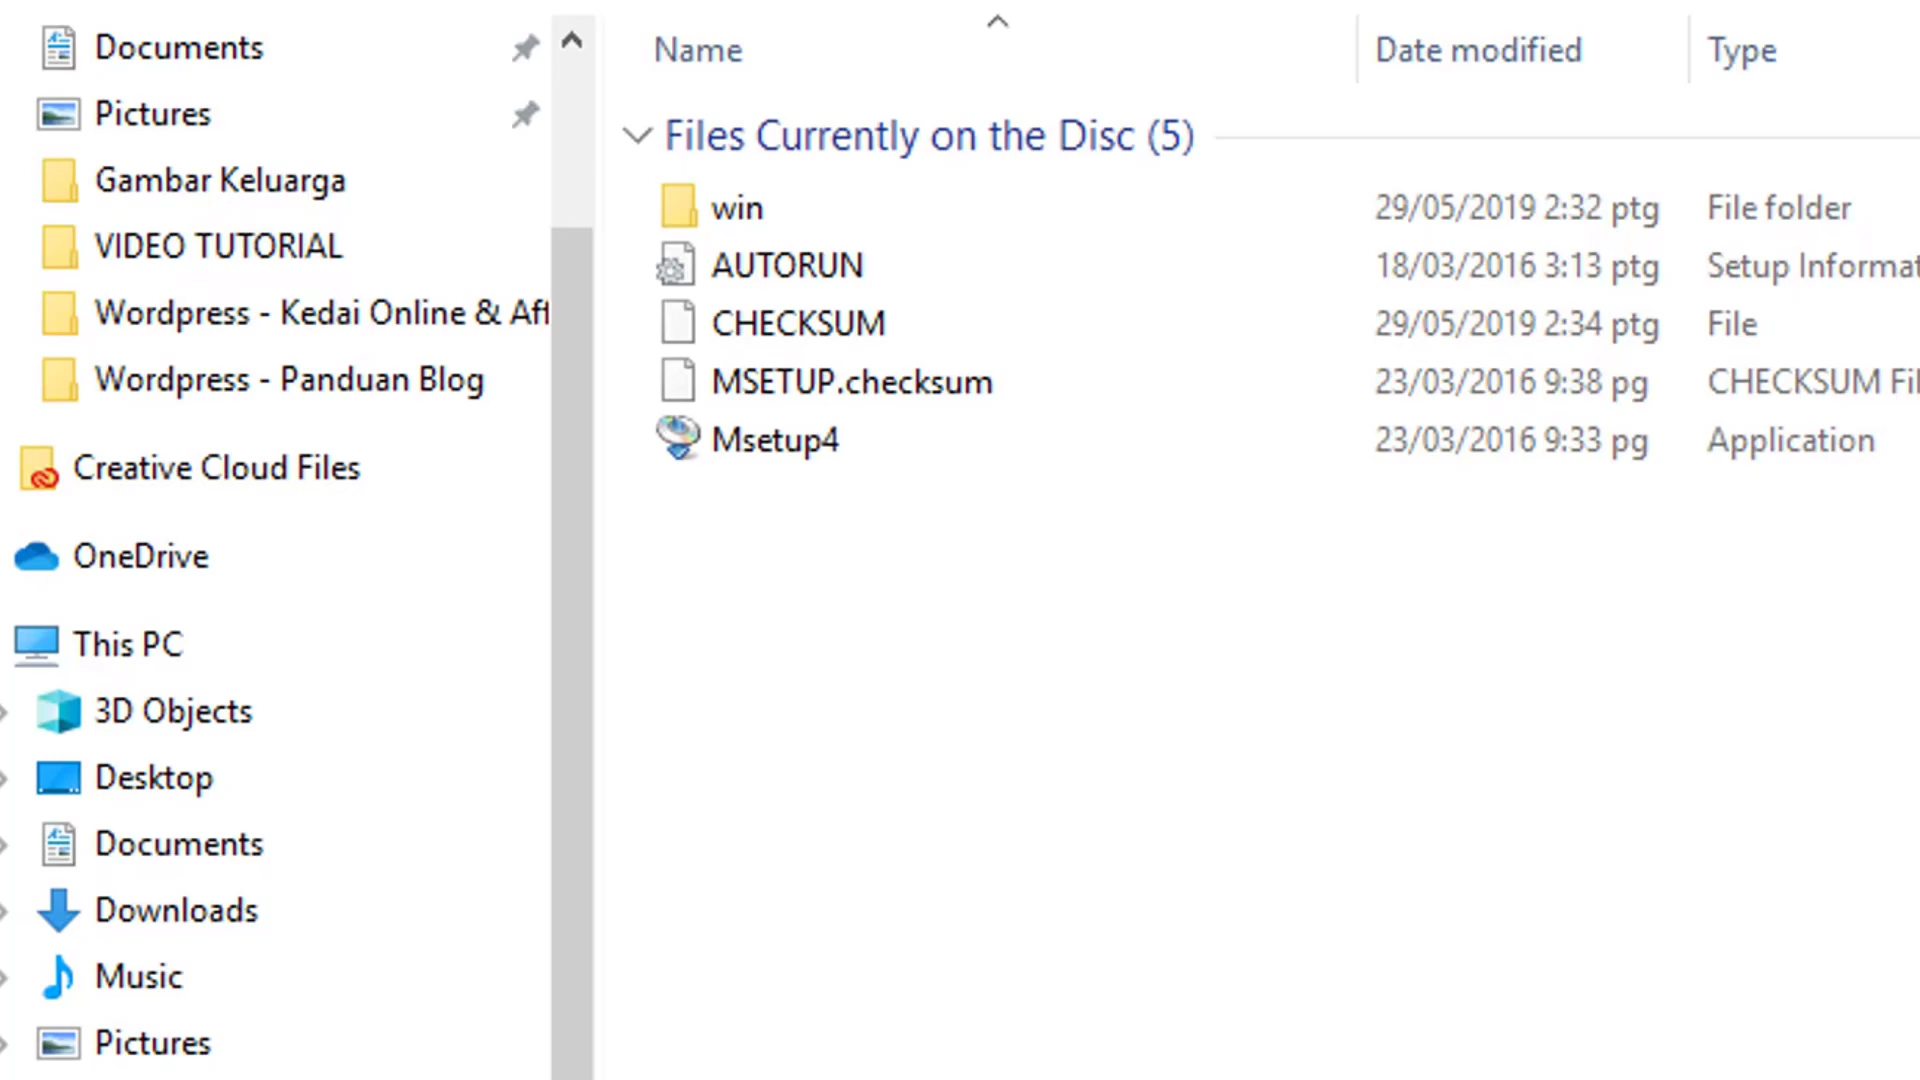 Documents
Pictures
Gambar Keluarga
VIDEO TUTORIAL
Wordpress - Kedai Online & Aff
Wordpress - Panduan Blog
Creative Cloud Files
OneDrive
This PC
3D Objects
Desktop
Documents
Downloads
Music
Pictures
Name Date modified Type
Files Currently on the Disc (5)
win 29/05/2019 2:32 ptg File folder
AUTORUN 18/03/2016 3:13 ptg Setup Informat
CHECKSUM 29/05/2019 2:34 ptg File
MSETUP.checksum 23/03/2016 9:38 pg CHECKSUM Fil
Msetup4 23/03/2016 9:33 pg Application